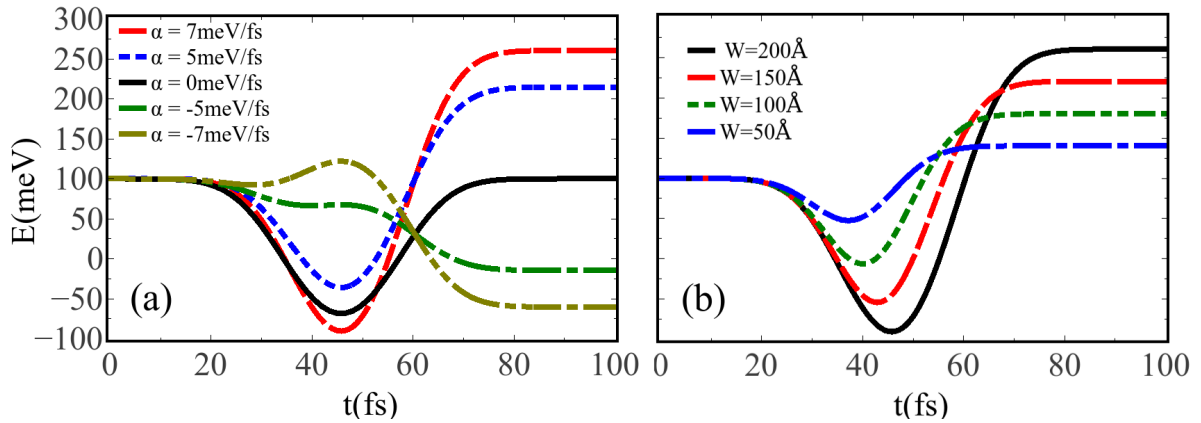 300
250
200
150
100
50
0
−50
−100
E(meV)
α = 7meV/fs
α = 5meV/fs
α = 0meV/fs
α = -5meV/fs
α = -7meV/fs
(a)
0 20 40 60 80 100
t(fs)
W=200Å
W=150Å
W=100Å
W=50Å
(b)
0 20 40 60 80 100
t(fs)